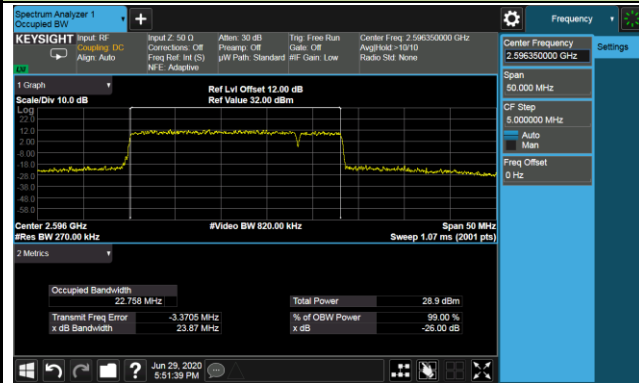 Spectrum Analyzer 1
Occupied BW
Frequency
KEYSIGHT
Input: RF
Coupling: DC
Align: Auto
Input Z: 50 Ω
Corrections: Off
Freq Ref: Int (S)
NFE: Adaptive
Atten: 30 dB
Preamp: Off
µW Path: Standard
Trig: Free Run
Gate: Off
#IF Gain: Low
Center Freq: 2.596350000 GHz
Avg|Hold:>10/10
Radio Std: None
1 Graph
Scale/Div 10.0 dB
Ref Lvl Offset 12.00 dB
Ref Value 32.00 dBm
Log
22.0
12.0
2.00
-8.00
-18.0
-28.0
-38.0
-48.0
-58.0
Center 2.596 GHz
#Video BW 820.00 kHz
Span 50 MHz
#Res BW 270.00 kHz
Sweep 1.07 ms (2001 pts)
2 Metrics
Occupied Bandwidth
22.758 MHz
Total Power 28.9 dBm
Transmit Freq Error -3.3705 MHz
% of OBW Power 99.00 %
x dB Bandwidth 23.87 MHz
x dB -26.00 dB
Jun 29, 2020
5:51:39 PM
Center Frequency
2.596350000 GHz
Settings
Span
50.000 MHz
CF Step
5.000000 MHz
Auto
Man
Freq Offset
0 Hz